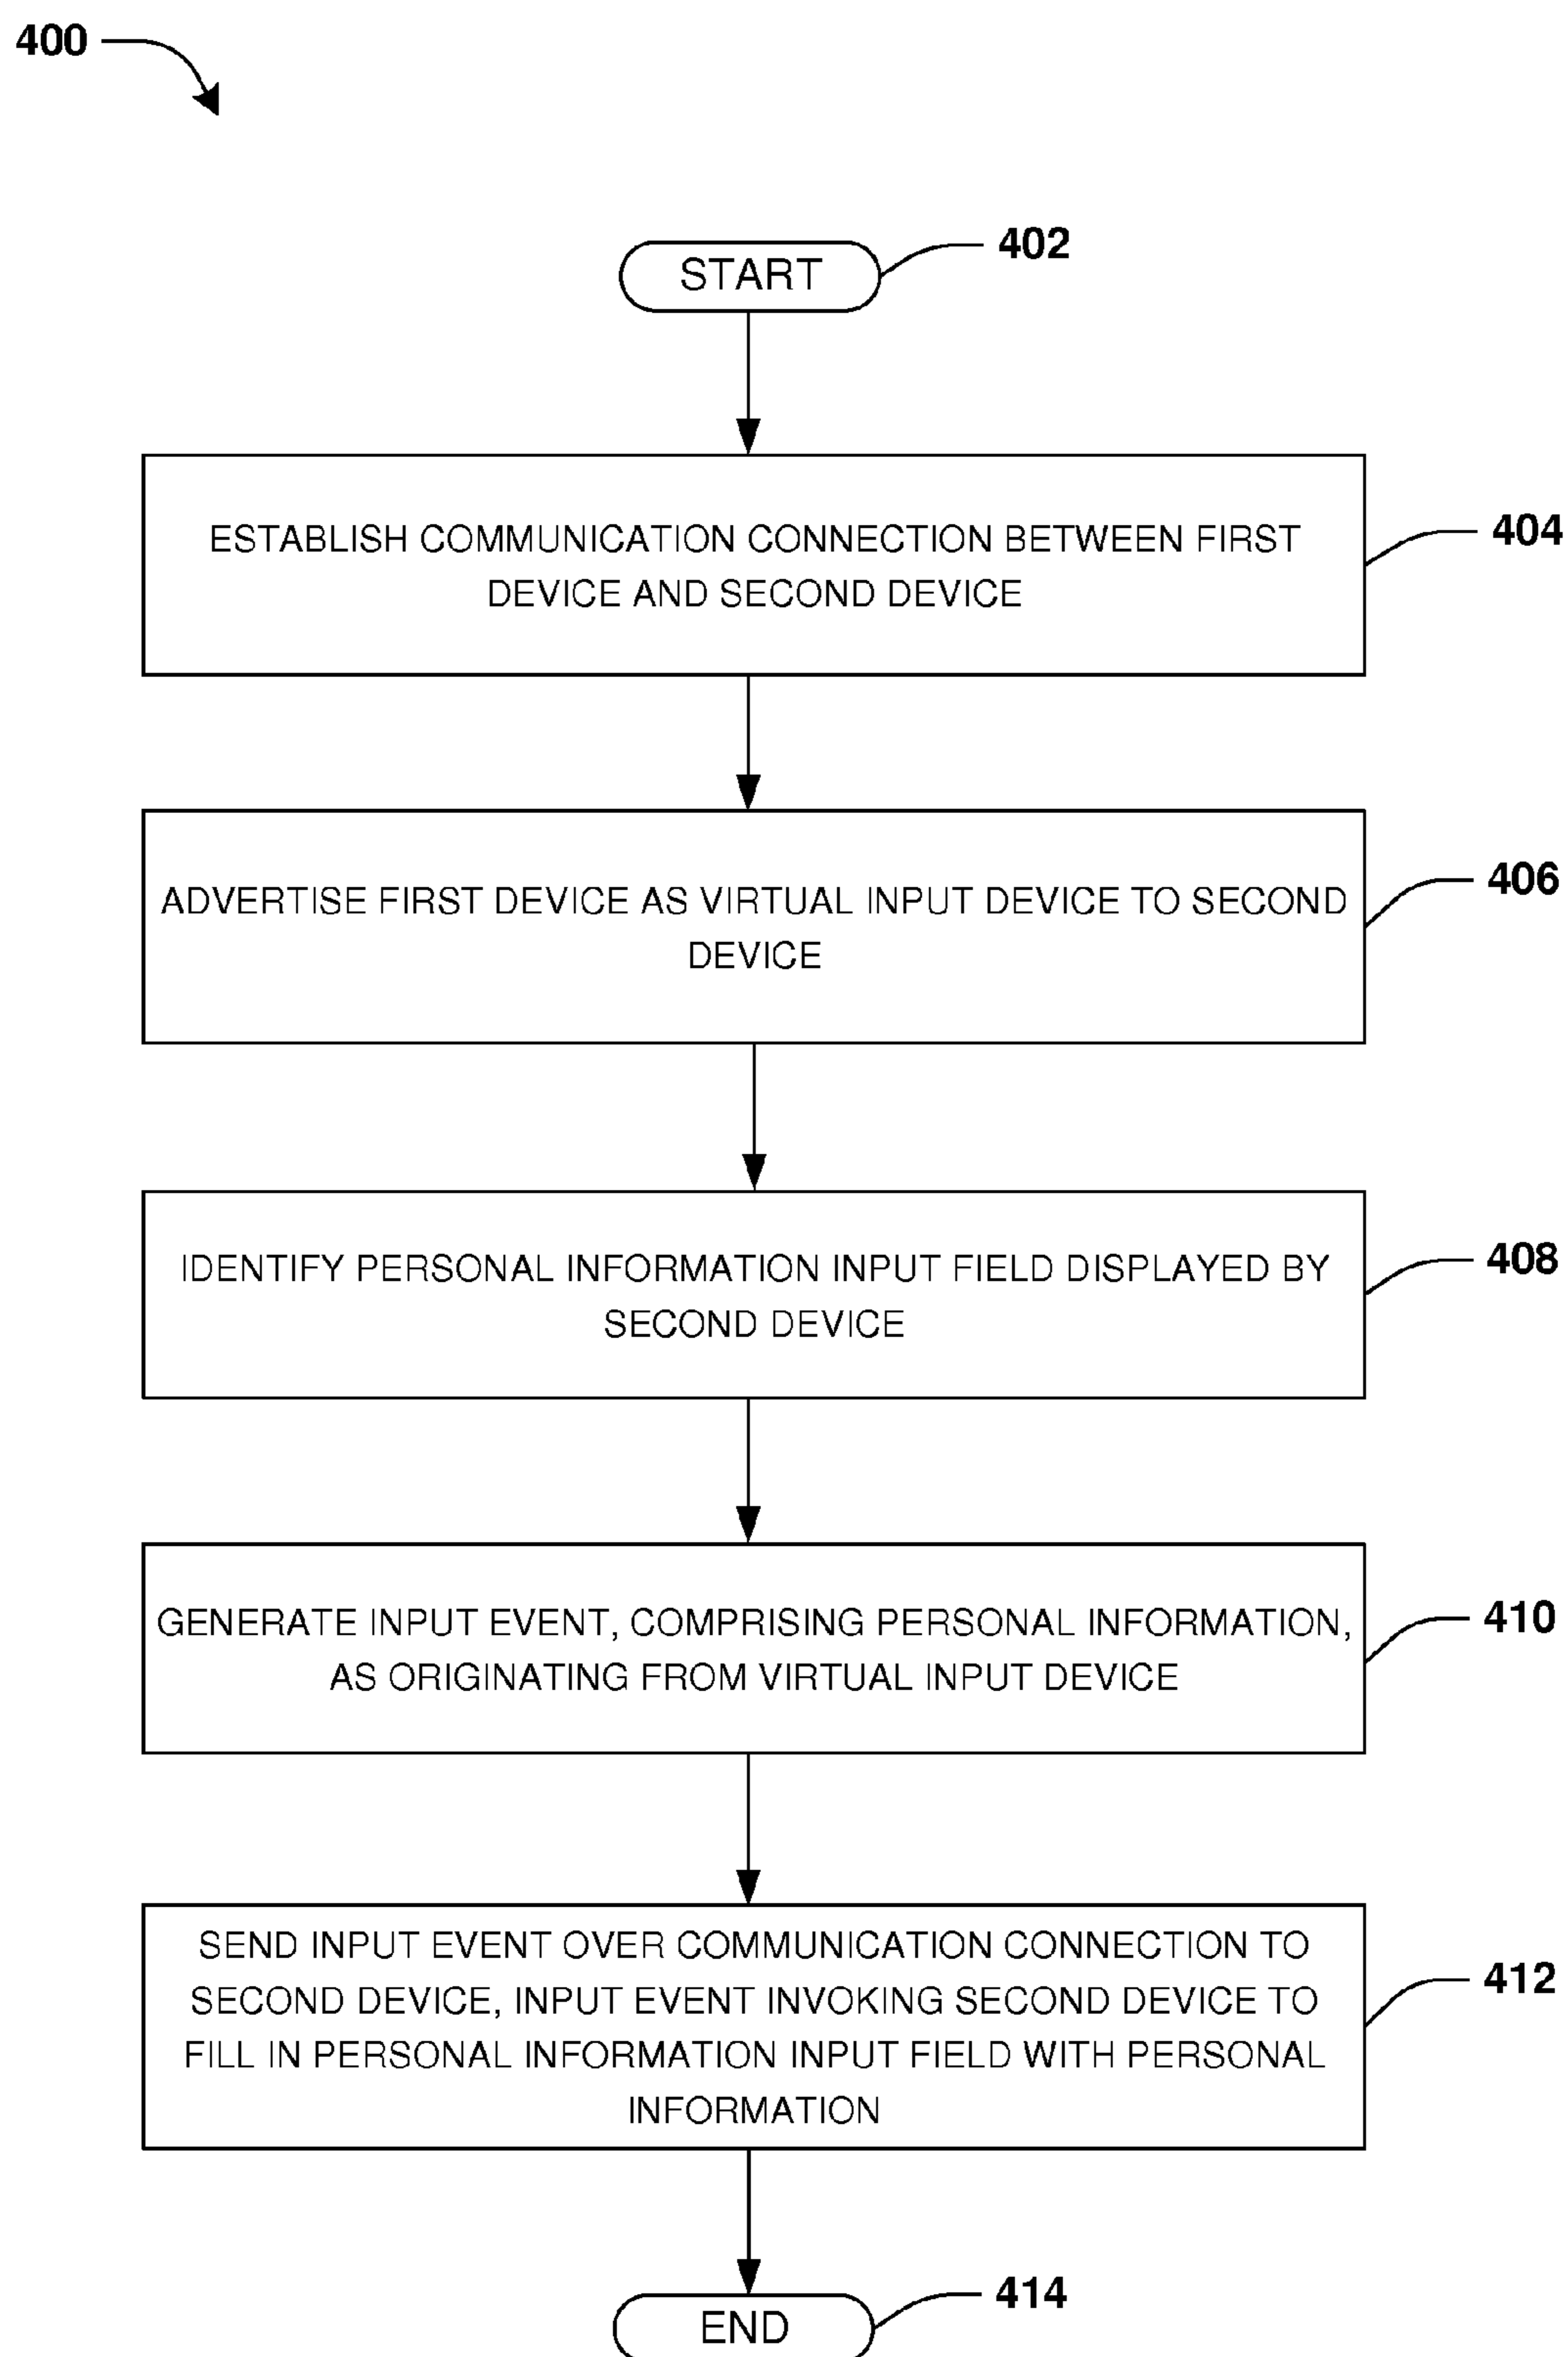 400
START
402
ESTABLISH COMMUNICATION CONNECTION BETWEEN FIRST
DEVICE AND SECOND DEVICE
404
ADVERTISE FIRST DEVICE AS VIRTUAL INPUT DEVICE TO SECOND
DEVICE
406
IDENTIFY PERSONAL INFORMATION INPUT FIELD DISPLAYED BY
SECOND DEVICE
408
GENERATE INPUT EVENT, COMPRISING PERSONAL INFORMATION,
AS ORIGINATING FROM VIRTUAL INPUT DEVICE
410
SEND INPUT EVENT OVER COMMUNICATION CONNECTION TO
SECOND DEVICE, INPUT EVENT INVOKING SECOND DEVICE TO
FILL IN PERSONAL INFORMATION INPUT FIELD WITH PERSONAL
INFORMATION
412
END
414